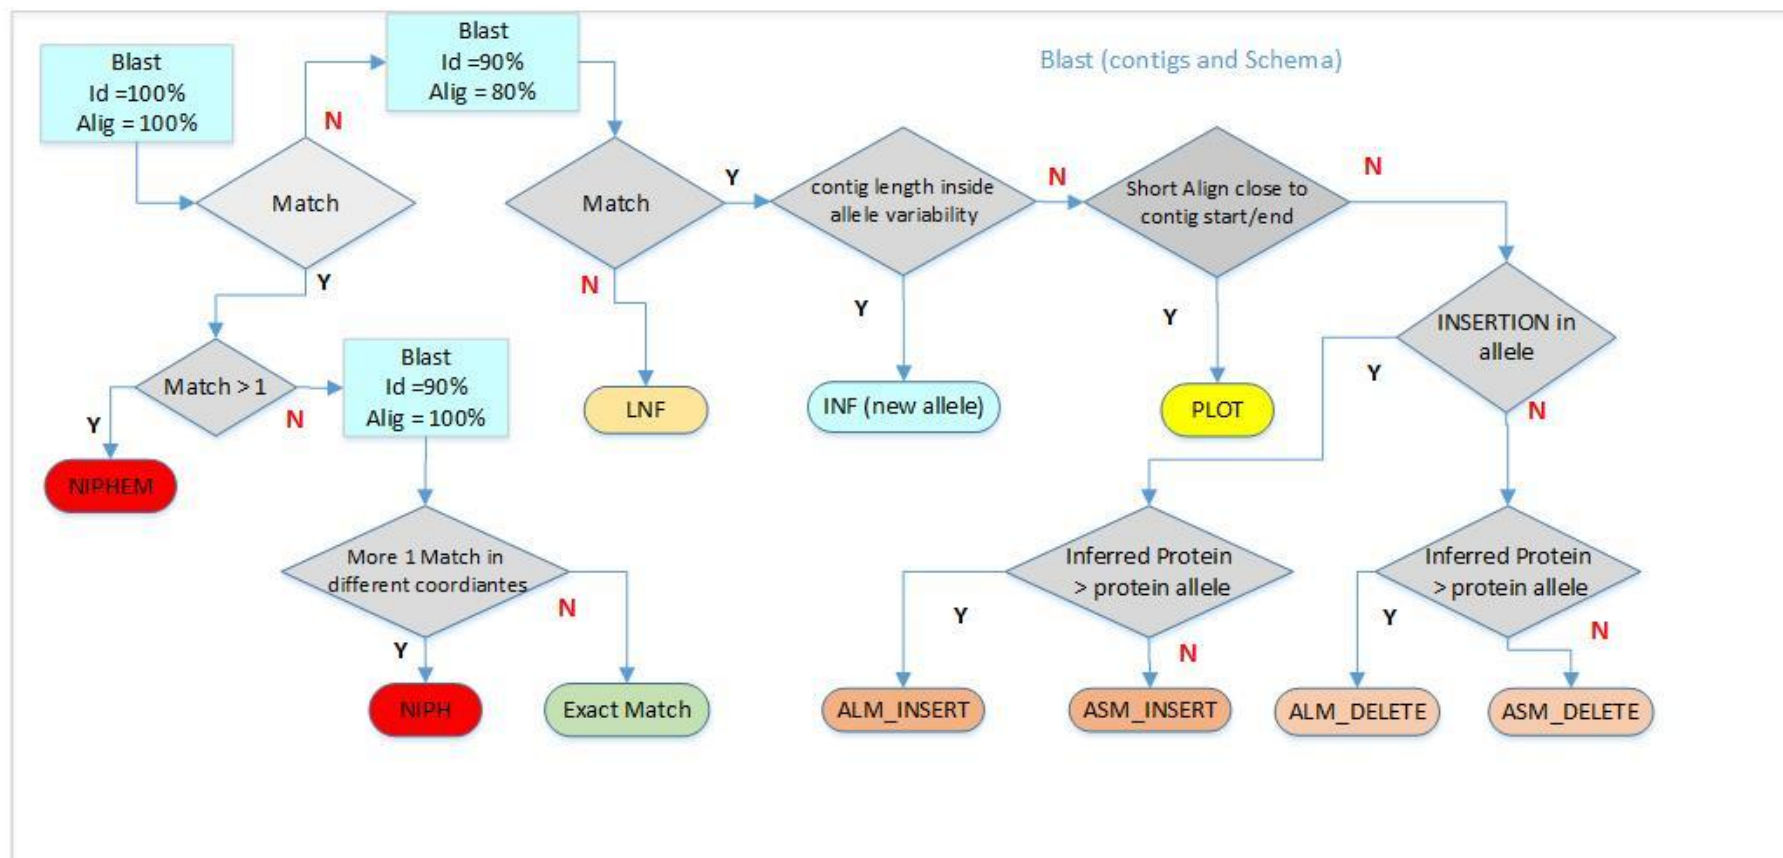 Blast
Id =100%
Alig = 100%
Blast
Id =90%
Alig = 80%
Blast (contigs and Schema)
N
Match
Match
Y
contig length inside
allele variability
N
Short Align close to
contig start/end
N
Y
N
Y
Y
INSERTION in
allele
Y
N
Match > 1
Y
N
Blast
Id =90%
Alig = 100%
LNF
INF (new allele)
PLOT
NIPHEM
More 1 Match in
different coordiantes
N
Y
Inferred Protein
> protein allele
Y
N
Inferred Protein
> protein allele
Y
N
NIPH
Exact Match
ALM_INSERT
ASM_INSERT
ALM_DELETE
ASM_DELETE